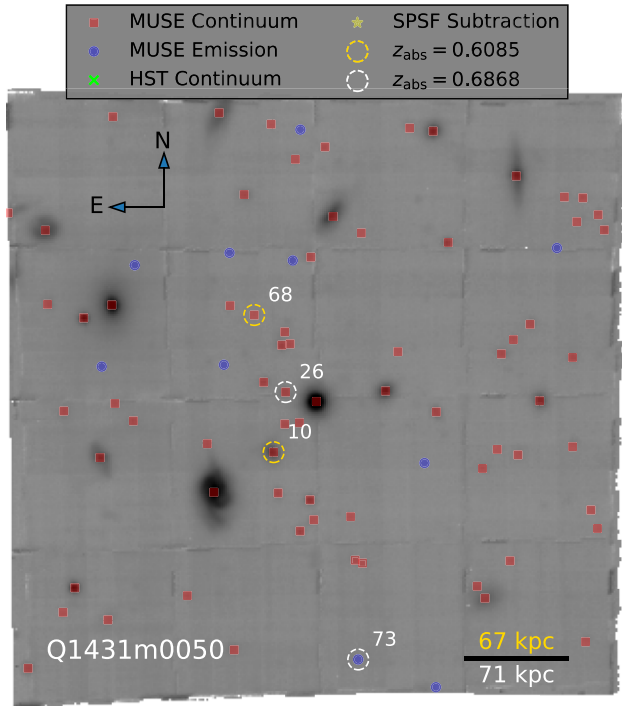 MUSE Continuum
MUSE Emission
HST Continuum
SPSF Subtraction
z_abs = 0.6085
z_abs = 0.6868
N
E
68
26
10
73
Q1431m0050
67 kpc
71 kpc